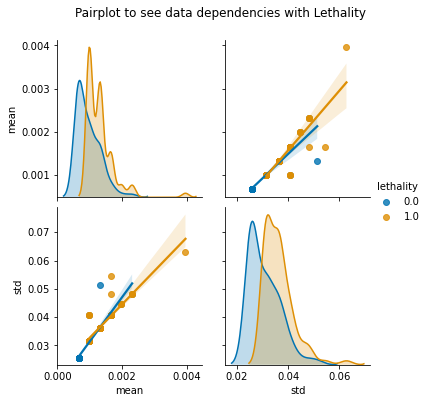 Pairplot to see data dependencies with Lethality
0.004
0.003
0.002
0.001
mean
lethality
0.0
1.0
0.07
0.06
0.05
0.04
0.03
std
0.000 0.002 0.004
mean
0.02 0.04 0.06
std